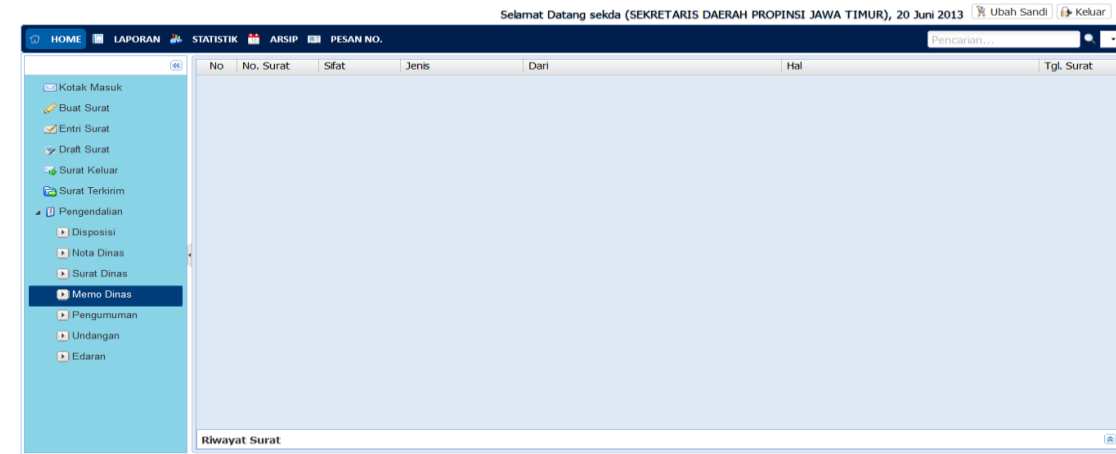 Selamat Datang sekda (SEKRETARIS DAERAH PROPINSI JAWA TIMUR), 20 Juni 2013 Ubah Sandi Keluar
HOME LAPORAN STATISTIK ARSIP PESAN NO. Pencarian...
No No. Surat Sifat Jenis Dari Hal Tgl. Surat
Kotak Masuk
Buat Surat
Entri Surat
Draft Surat
Surat Keluar
Surat Terkirim
Pengendalian
Disposisi
Nota Dinas
Surat Dinas
Memo Dinas
Pengumuman
Undangan
Edaran
Riwayat Surat